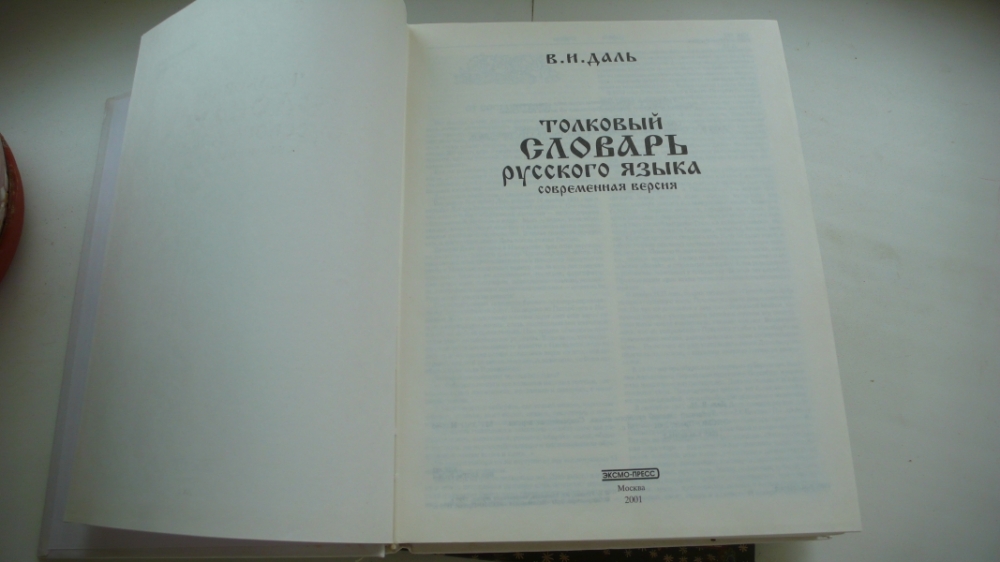 В.И.ДАЛЬ
ТОЛКОВЫЙ
СЛОВАРЬ
РУССКОГО ЯЗЫКА
СОВРЕМЕННАЯ ВЕРСИЯ
ЭКСМО-ПРЕСС
Москва
2001